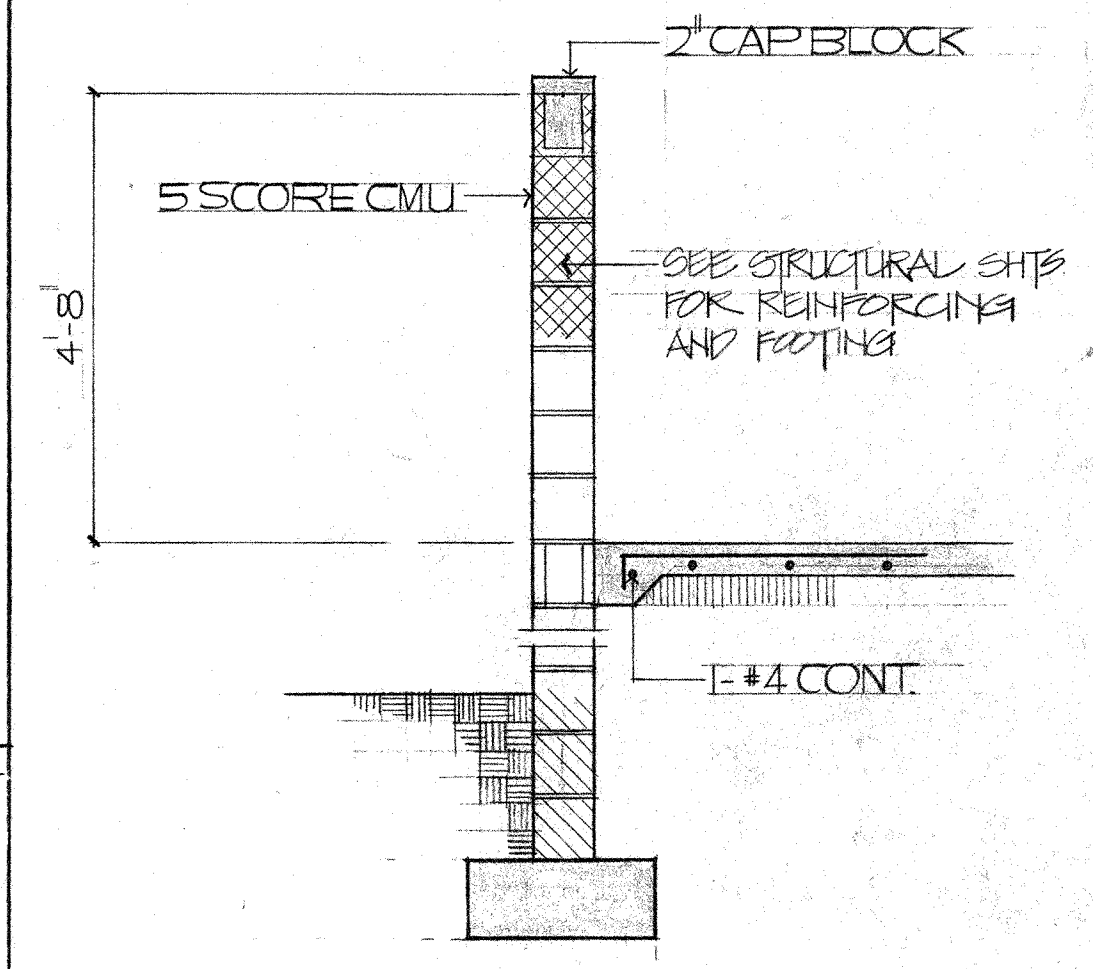 2" CAP BLOCK
5 SCORE CMU
SEE STRUCTURAL SHTS
FOR REINFORCING
AND FOOTING
4'-8"
1-#4 CONT.